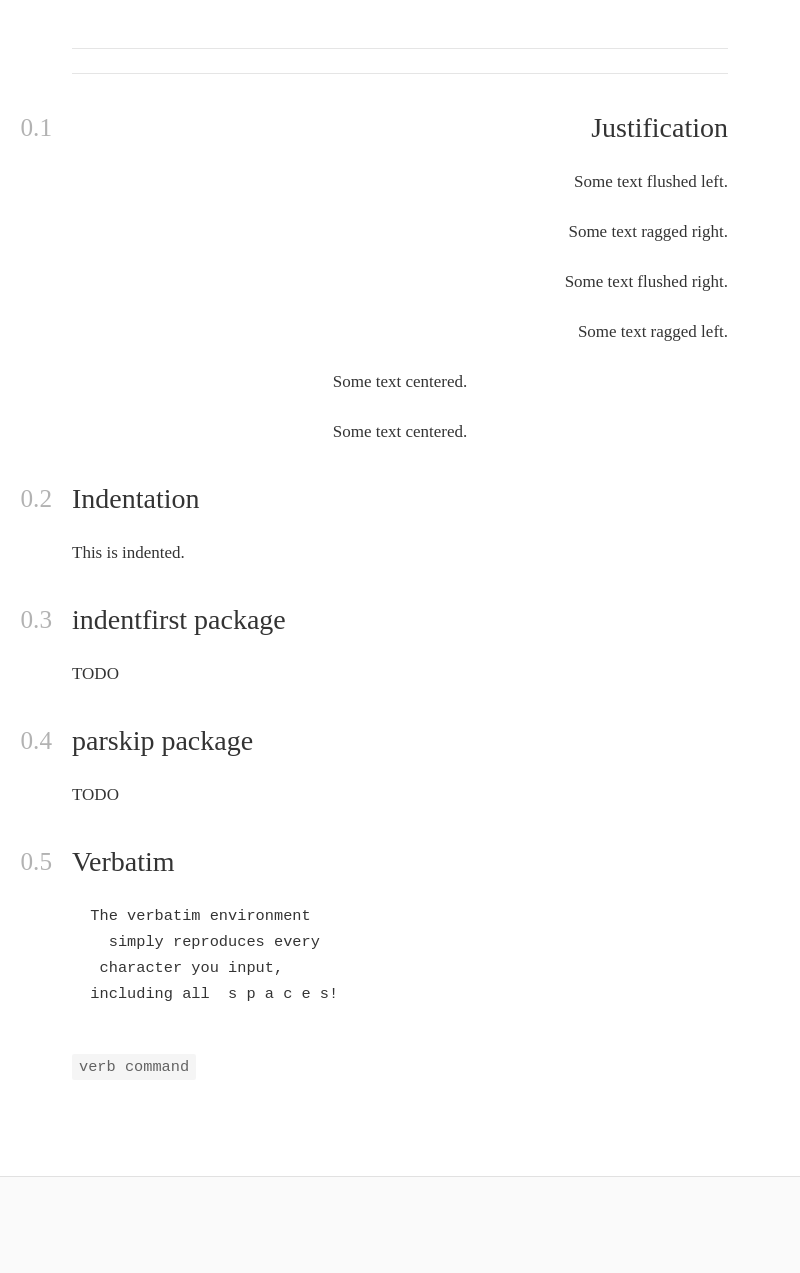 0.1 Justification
Some text flushed left.
Some text ragged right.
Some text flushed right.
Some text ragged left.
Some text centered.
Some text centered.
0.2 Indentation
This is indented.
0.3 indentfirst package
TODO
0.4 parskip package
TODO
0.5 Verbatim
  The verbatim environment
    simply reproduces every
   character you input,
  including all  s p a c e s!
verb command